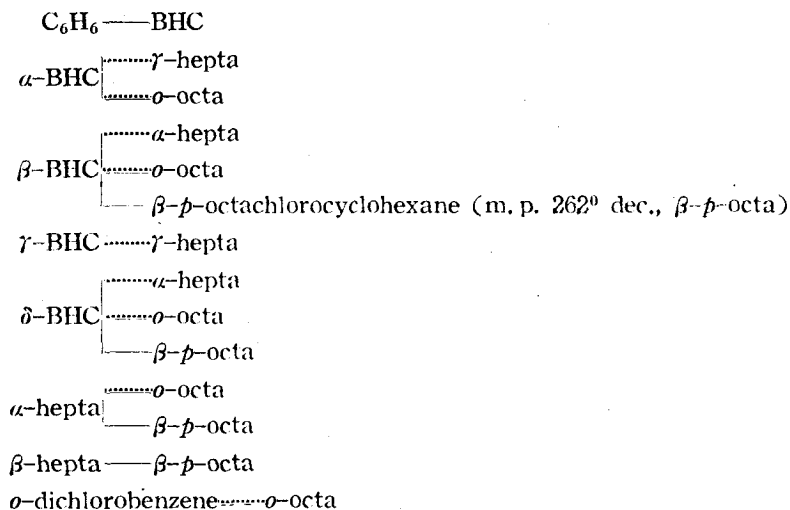 C₆H₆——BHC
γ-hepta
α-BHC
o-octa
α-hepta
β-BHC
o-octa
β-p-octachlorocyclohexane (m. p. 262⁰ dec., β-p-octa)
γ-BHC········γ-hepta
α-hepta
δ-BHC
o-octa
β-p-octa
o-octa
α-hepta
β-p-octa
β-hepta——β-p-octa
o-dichlorobenzene········o-octa